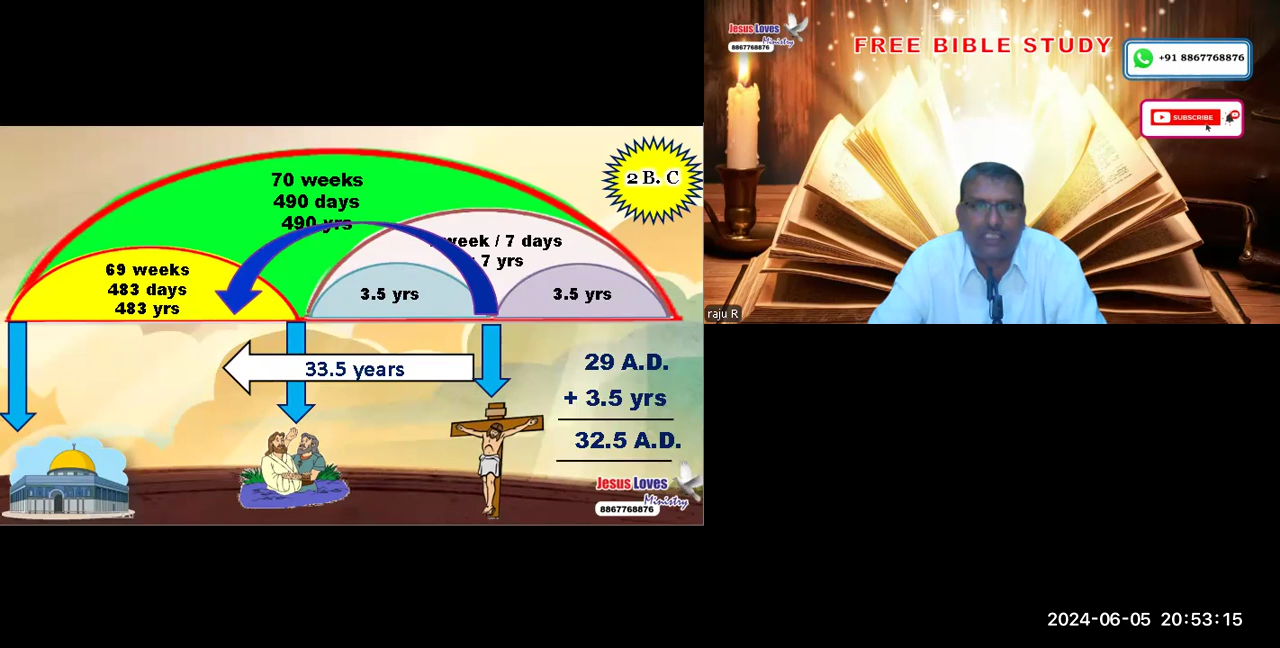 70 weeks
490 days
490 yrs
2 B. C
week / 7 days
7 yrs
69 weeks
483 days
483 yrs
3.5 yrs
3.5 yrs
33.5 years
29 A.D.
+ 3.5 yrs
32.5 A.D.
Jesus Loves
Ministry
8867768876
Jesus Loves
Ministry
8867768876
FREE BIBLE STUDY
+91 8867768876
SUBSCRIBE
raju R
2024-06-05 20:53:15